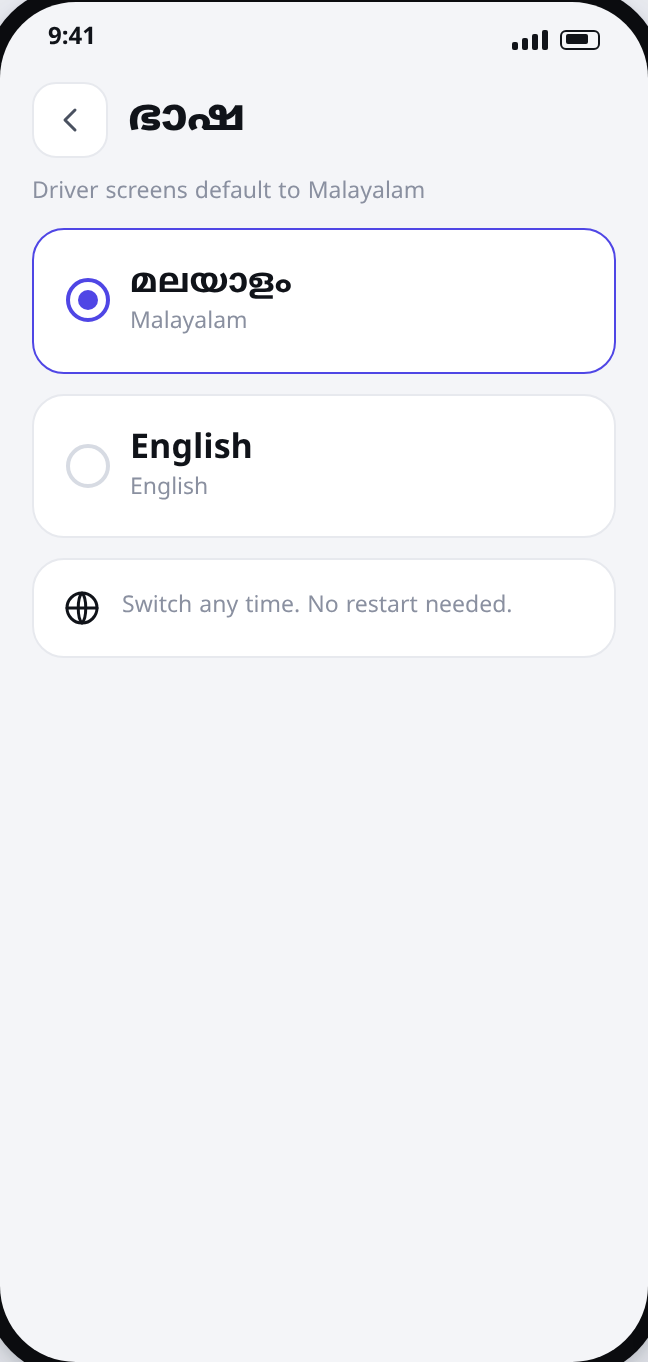 9:41
ഭാഷ
Driver screens default to Malayalam
മലയാളം
Malayalam
English
English
Switch any time. No restart needed.